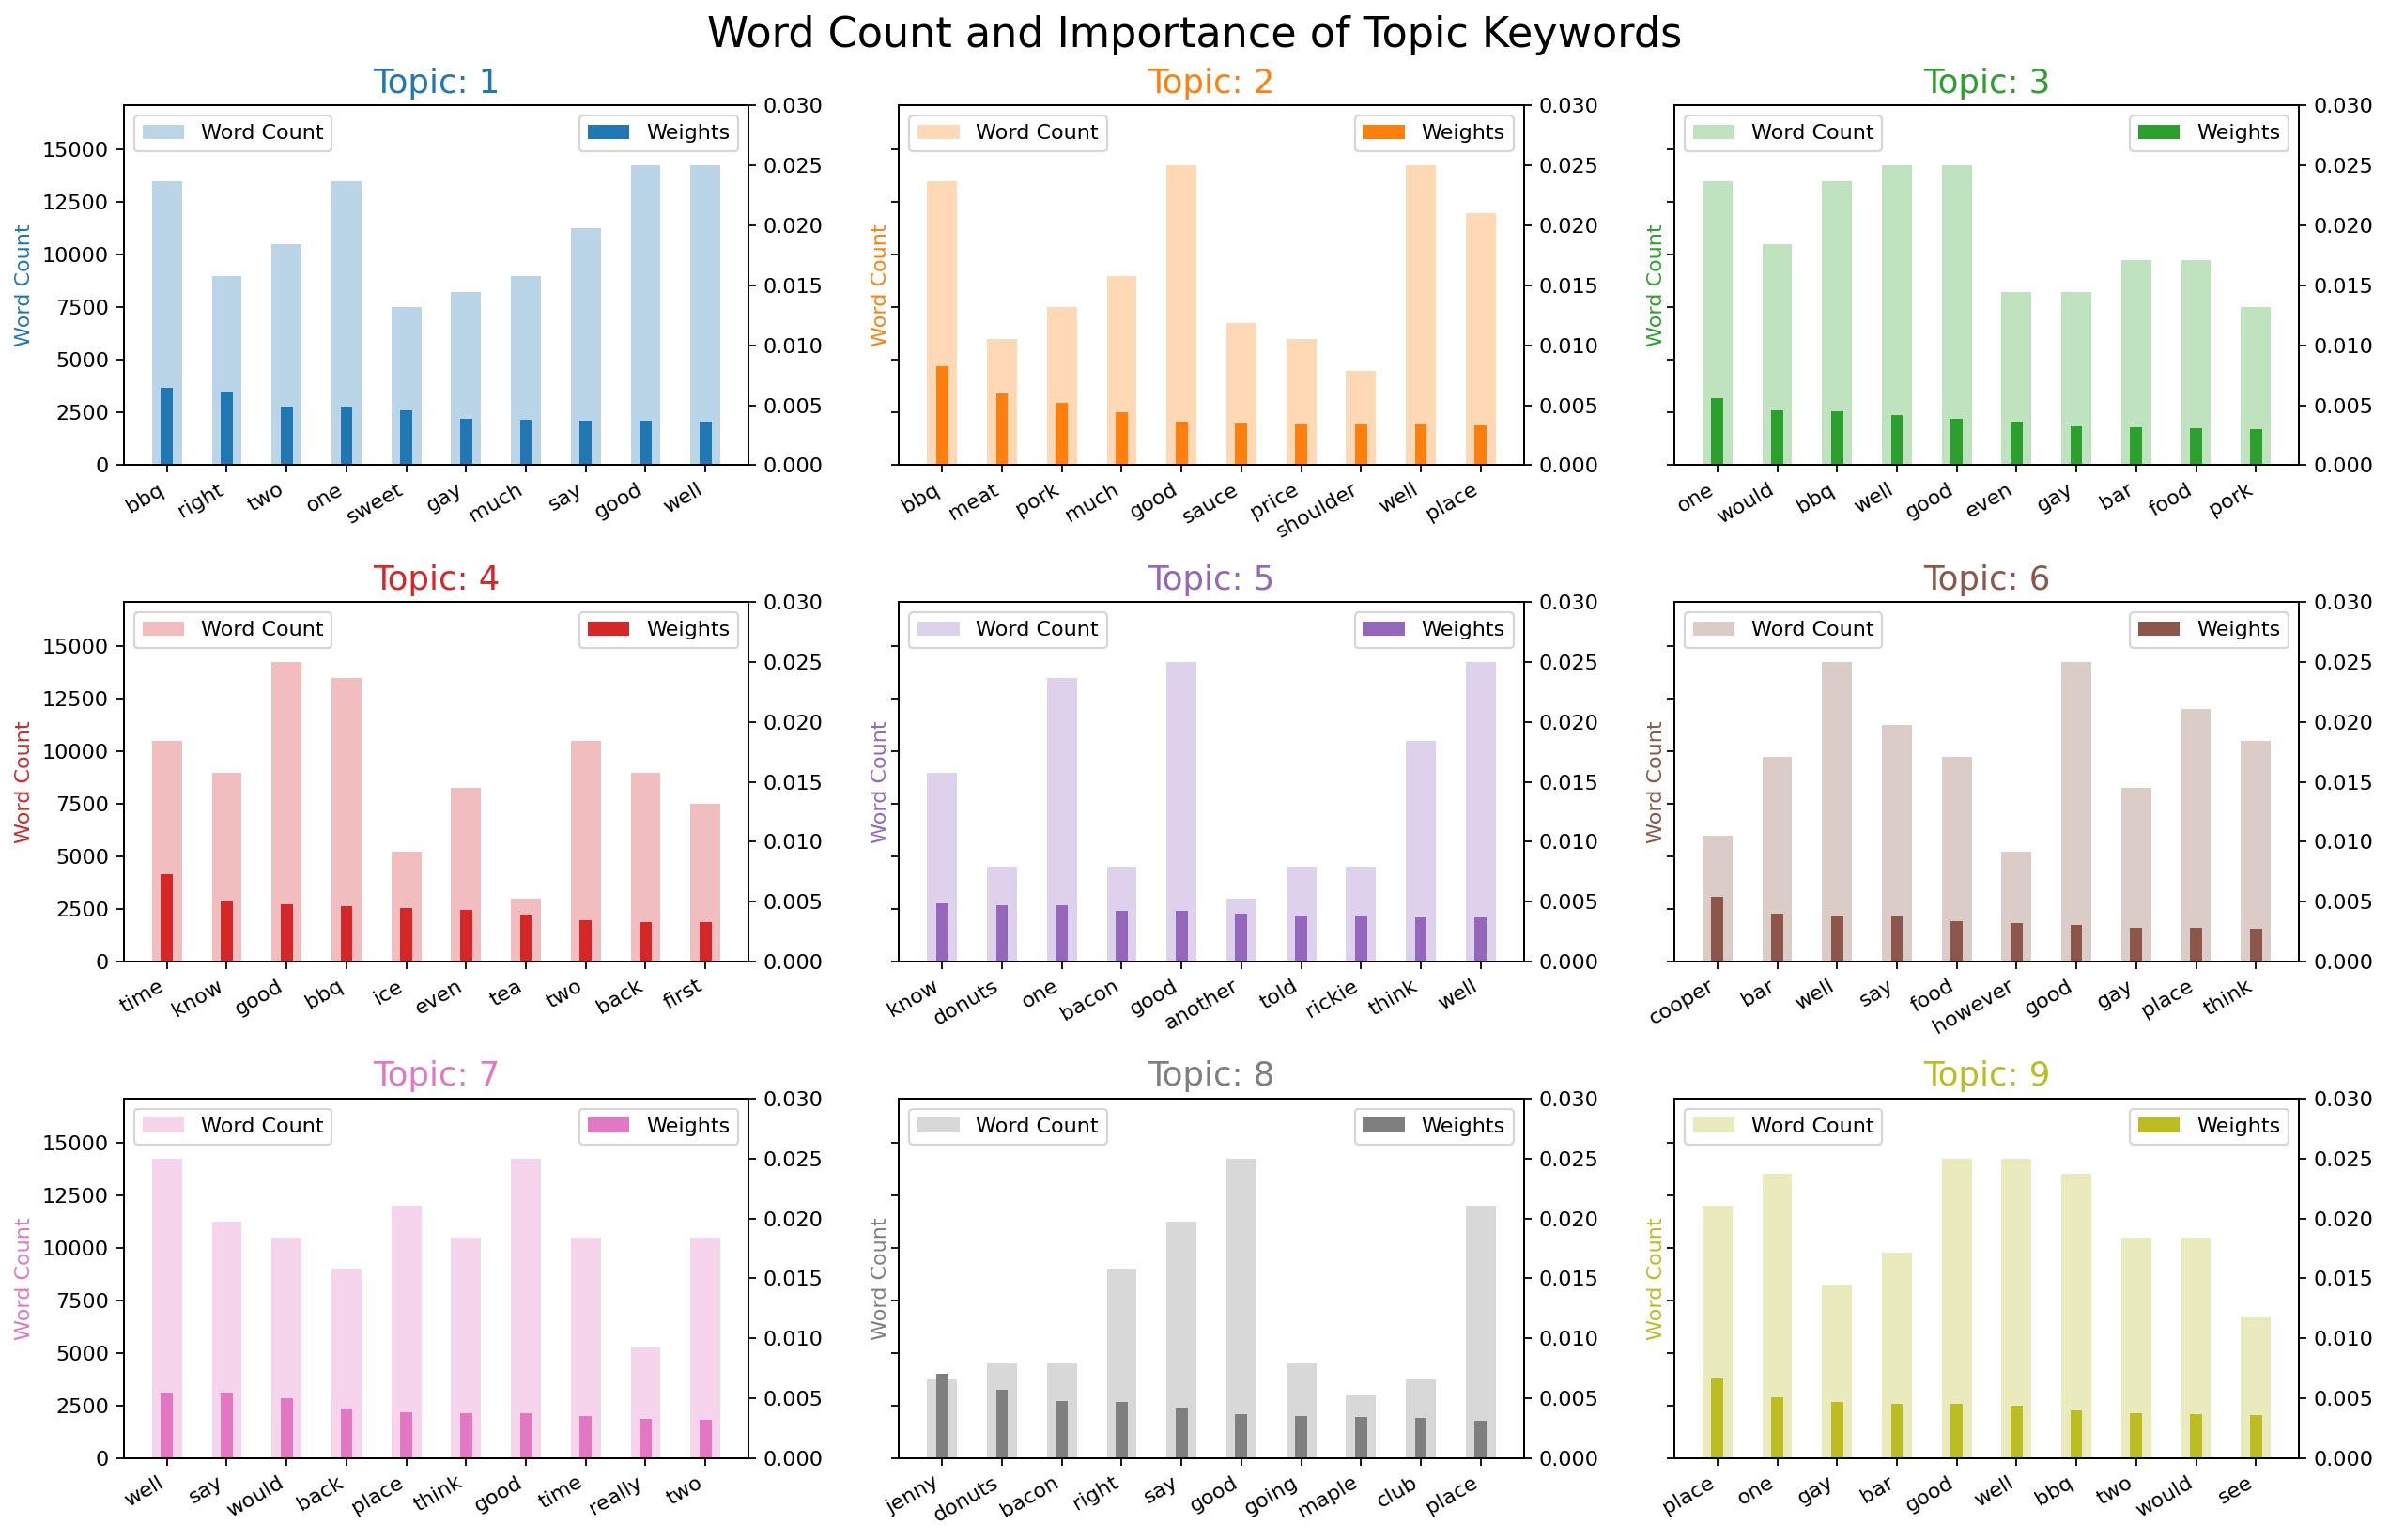 Word Count and Importance of Topic Keywords
Topic: 1
Word Count
Weights
Word Count
15000
12500
10000
7500
5000
2500
0
0.030
0.025
0.020
0.015
0.010
0.005
0.000
bbq right two one sweet gay much say good well
Topic: 2
Word Count
Weights
Word Count
0.030
0.025
0.020
0.015
0.010
0.005
0.000
bbq meat pork much good sauce price shoulder well place
Topic: 3
Word Count
Weights
Word Count
0.030
0.025
0.020
0.015
0.010
0.005
0.000
one would bbq well good even gay bar food pork
Topic: 4
Word Count
Weights
Word Count
15000
12500
10000
7500
5000
2500
0
0.030
0.025
0.020
0.015
0.010
0.005
0.000
time know good bbq ice even tea two back first
Topic: 5
Word Count
Weights
Word Count
0.030
0.025
0.020
0.015
0.010
0.005
0.000
know donuts one bacon good another told rickie think well
Topic: 6
Word Count
Weights
Word Count
0.030
0.025
0.020
0.015
0.010
0.005
0.000
cooper bar well say food however good gay place think
Topic: 7
Word Count
Weights
Word Count
15000
12500
10000
7500
5000
2500
0
0.030
0.025
0.020
0.015
0.010
0.005
0.000
well say would back place think good time really two
Topic: 8
Word Count
Weights
Word Count
0.030
0.025
0.020
0.015
0.010
0.005
0.000
jenny donuts bacon right say good going maple club place
Topic: 9
Word Count
Weights
Word Count
0.030
0.025
0.020
0.015
0.010
0.005
0.000
place one gay bar good well bbq two would see